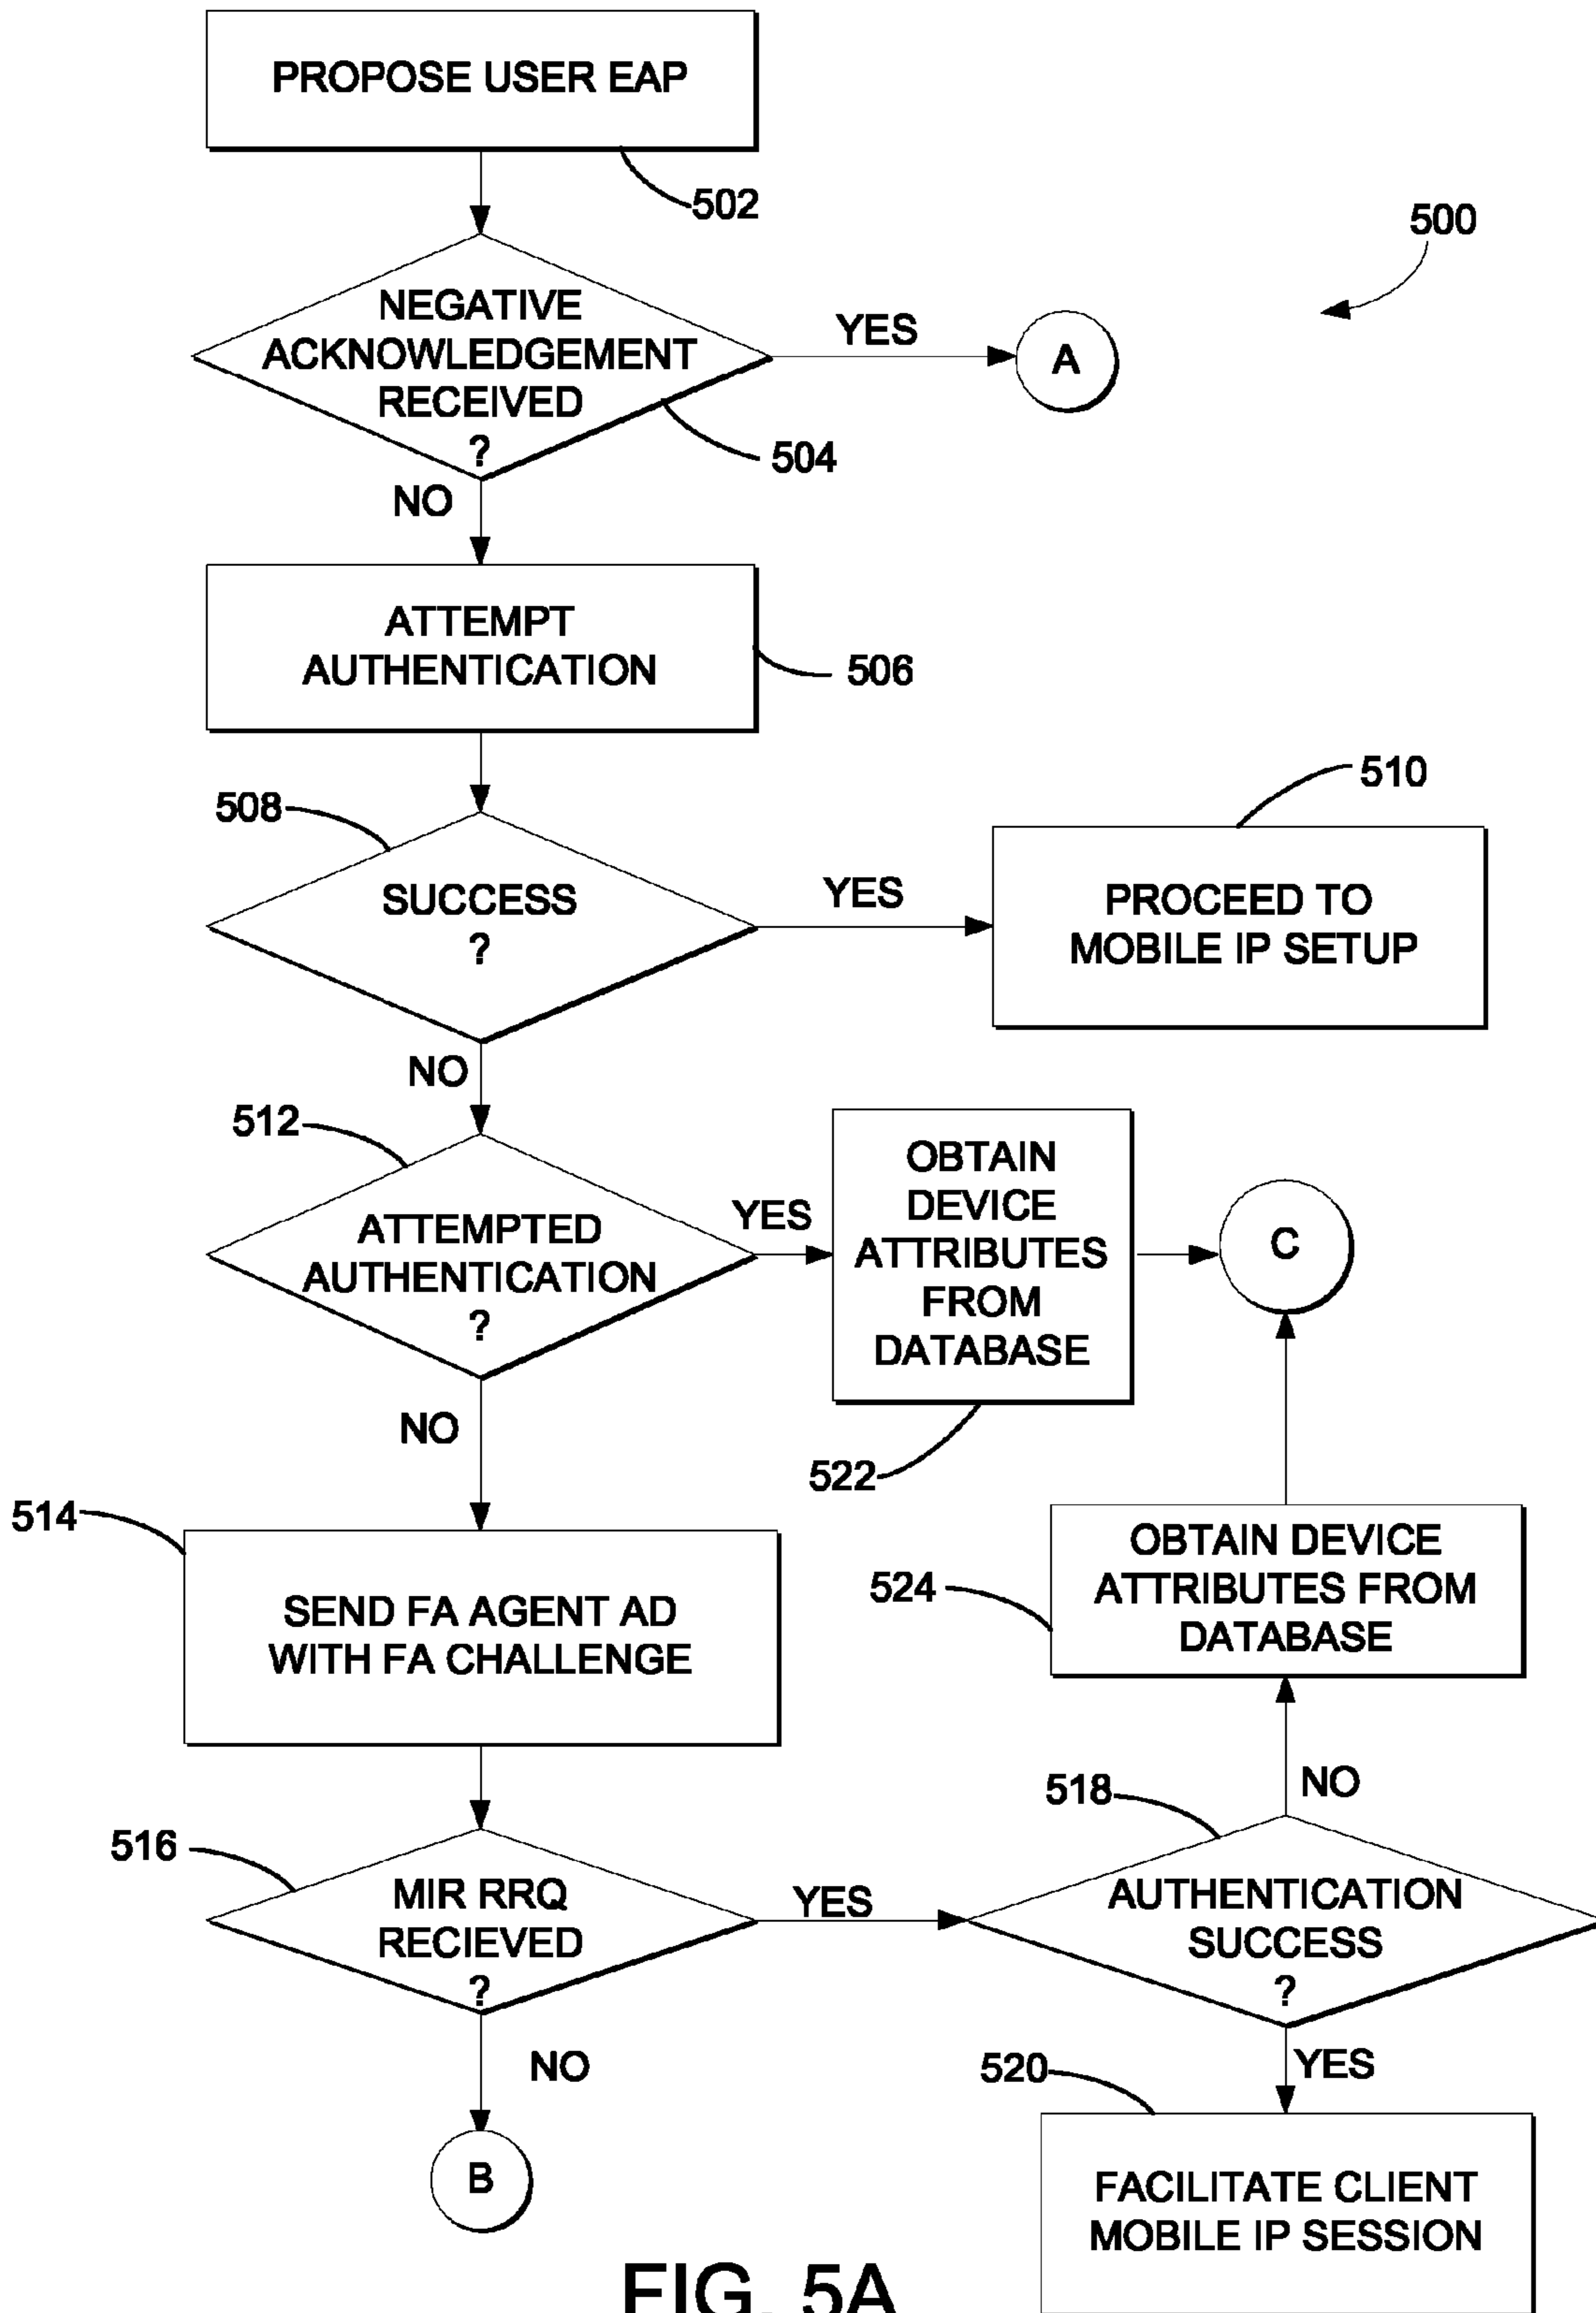 PROPOSE USER EAP
502
500
NEGATIVE
ACKNOWLEDGEMENT
RECEIVED
?
504
YES
A
NO
ATTEMPT
AUTHENTICATION
506
508
SUCCESS
?
YES
510
PROCEED TO
MOBILE IP SETUP
NO
512
ATTEMPTED
AUTHENTICATION
?
YES
OBTAIN
DEVICE
ATTRIBUTES
FROM
DATABASE
522
C
NO
514
SEND FA AGENT AD
WITH FA CHALLENGE
524
OBTAIN DEVICE
ATTRIBUTES FROM
DATABASE
516
MIR RRQ
RECIEVED
?
YES
518
NO
AUTHENTICATION
SUCCESS
?
NO
B
520
YES
FACILITATE CLIENT
MOBILE IP SESSION
FIG. 5A